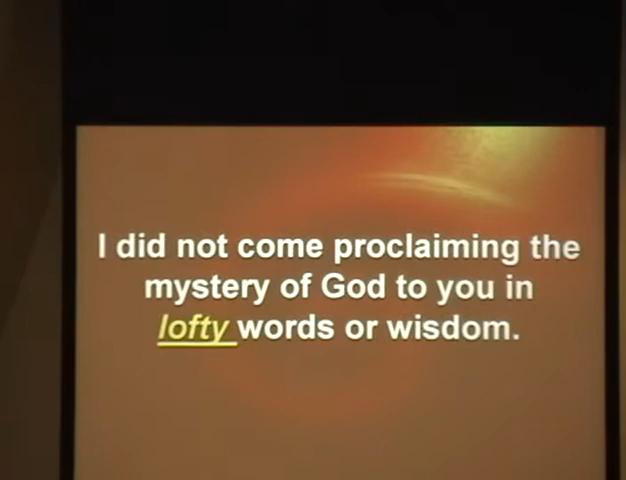 I did not come proclaiming the
mystery of God to you in
lofty words or wisdom.